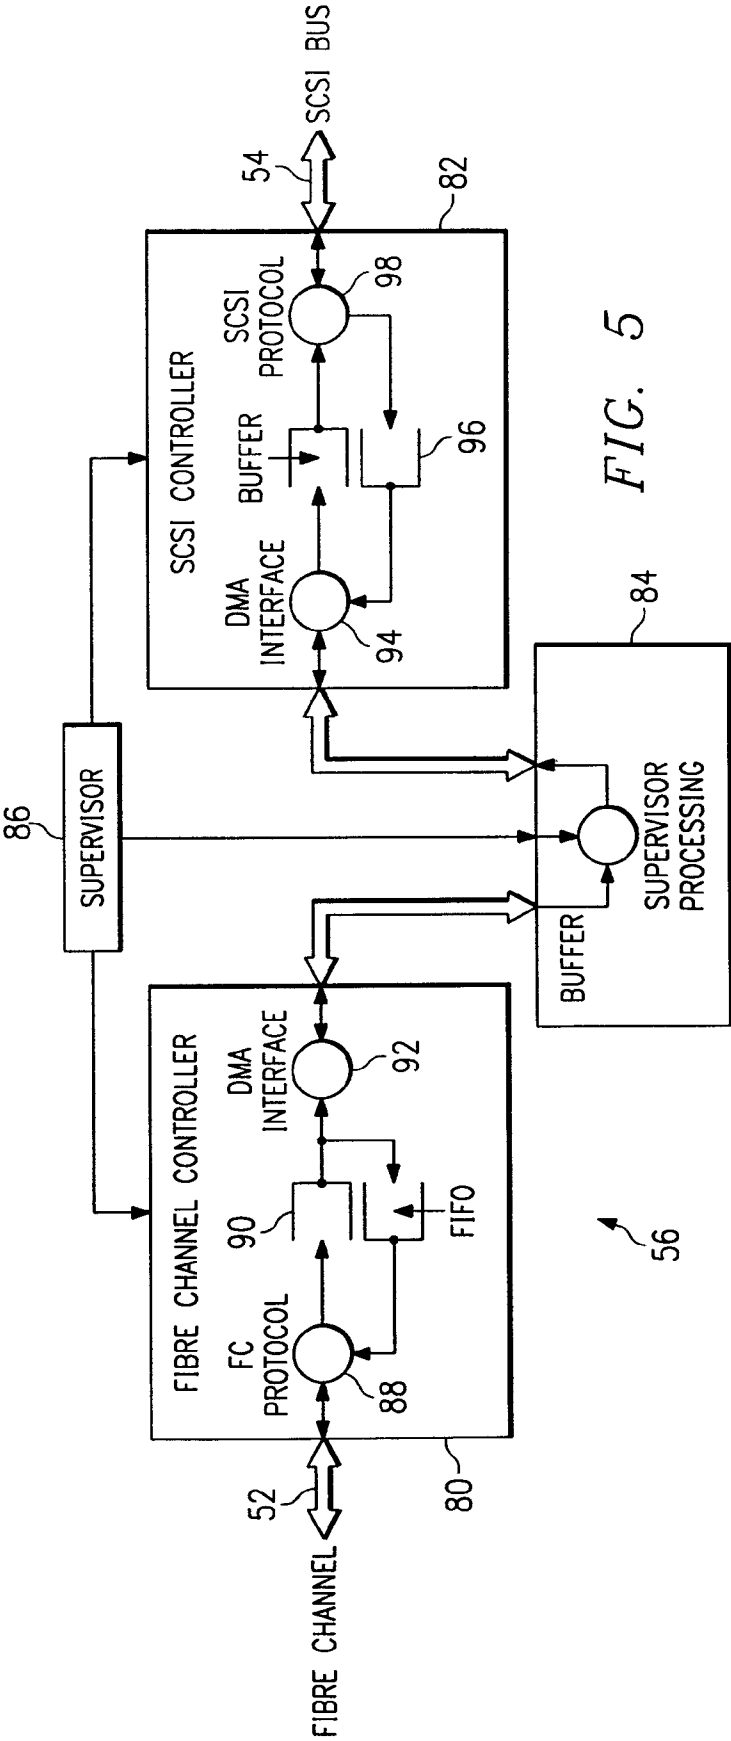 86
SUPERVISOR
FIBRE CHANNEL CONTROLLER
FC
PROTOCOL
88
90
FIFO
DMA
INTERFACE
92
80
52
FIBRE CHANNEL
SCSI CONTROLLER
DMA
INTERFACE
94
BUFFER
96
SCSI
PROTOCOL
98
82
54
SCSI BUS
BUFFER
SUPERVISOR
PROCESSING
84
56
FIG. 5